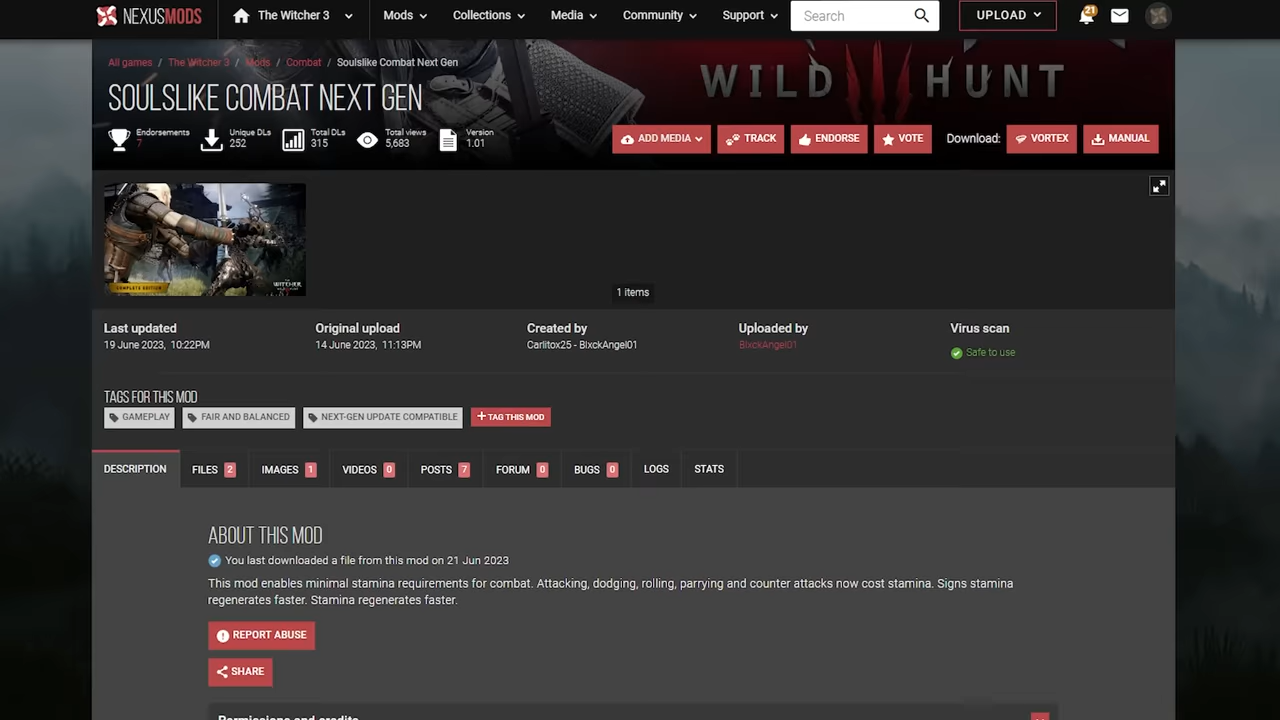 NEXUSMODS
The Witcher 3
Mods
Collections
Media
Community
Support
Search
UPLOAD
21
All games / The Witcher 3 / Mods / Combat / Soulslike Combat Next Gen
WILD HUNT
SOULSLIKE COMBAT NEXT GEN
Endorsements
7
Unique DLs
252
Total DLs
315
Total views
5,683
Version
1.01
ADD MEDIA
TRACK
ENDORSE
VOTE
Download:
VORTEX
MANUAL
COMPLETE EDITION
WITCHER
1 items
Last updated
19 June 2023, 10:22PM
Original upload
14 June 2023, 11:13PM
Created by
Carlitox25 - BlxckAngel01
Uploaded by
BlxckAngel01
Virus scan
Safe to use
TAGS FOR THIS MOD
GAMEPLAY
FAIR AND BALANCED
NEXT-GEN UPDATE COMPATIBLE
+ TAG THIS MOD
DESCRIPTION
FILES 2
IMAGES 1
VIDEOS 0
POSTS 7
FORUM 0
BUGS 0
LOGS
STATS
ABOUT THIS MOD
You last downloaded a file from this mod on 21 Jun 2023
This mod enables minimal stamina requirements for combat. Attacking, dodging, rolling, parrying and counter attacks now cost stamina. Signs stamina
regenerates faster. Stamina regenerates faster.
REPORT ABUSE
SHARE
Permissions and credits